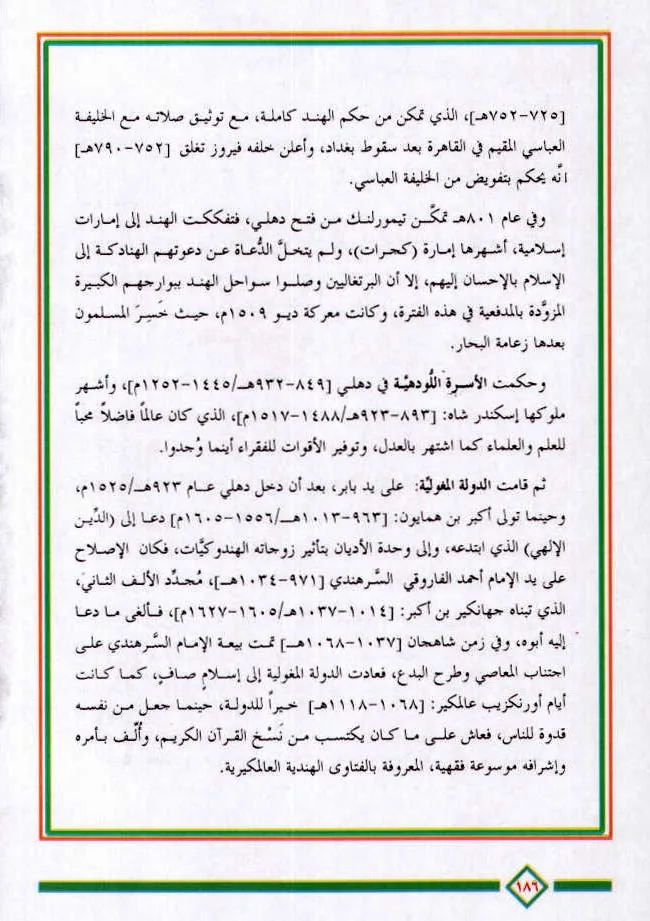 [٧٢٥-٧٥٢هـ]، الذي تمكن من حكم الهند كاملة، مع توثيق صلاته مع الخليفة
العباسي المقيم في القاهرة بعد سقوط بغداد، وأعلن خلفه فيروز تغلق [٧٥٢-٧٩٠هـ]
أنَّه يحكم بتفويض من الخليفة العباسي.
وفي عام ٨٠١هـ تمكَّن تيمورلنك من فتح دهلي، فتفككت الهند إلى إمارات
إسلامية، أشهرها إمارة (كجرات)، ولم يتخلَّ الدُّعاة عن دعوتهم الهنادكة إلى
الإسلام بالإحسان إليهم، إلا أن البرتغاليين وصلوا سواحل الهند ببوارجهم الكبيرة
المزوَّدة بالمدفعية في هذه الفترة، وكانت معركة ديو ١٥٠٩م، حيث خَسِرَ المسلمون
بعدها زعامة البحار.
وحكمت الأسرة اللُّودهيَّة في دهلي [٨٤٩-٩٣٢هـ/١٤٤٥-١٢٥٢م]، وأشهر
ملوكها إسكندر شاه: [٨٩٣-٩٢٣هـ/١٤٨٨-١٥١٧م]، الذي كان عالماً فاضلاً محباً
للعلم والعلماء كما اشتهر بالعدل، وتوفير الأقوات للفقراء أينما وُجدوا.
ثم قامت الدولة المغوليَّة: على يد بابر، بعد أن دخل دهلي عام ٩٢٣هـ/١٥٢٥م،
وحينما تولى أكبر بن همايون: [٩٦٣-١٠١٣هـ/١٥٥٦-١٦٠٥م] دعا إلى (الدِّين
الإلهي) الذي ابتدعه، وإلى وحدة الأديان بتأثير زوجاته الهندوكيَّات، فكان الإصلاح
على يد الإمام أحمد الفاروقي السَّرهندي [٩٧١-١٠٣٤هـ]، مُجدِّد الألف الثاني،
الذي تبناه جهانكير بن أكبر: [١٠١٤-١٠٣٧هـ/١٦٠٥-١٦٢٧م]، فألغى ما دعا
إليه أبوه، وفي زمن شاهجان [١٠٣٧-١٠٦٨هـ] تمت بيعة الإمام السَّرهندي على
اجتناب المعاصي وطرح البدع، فعادت الدولة المغولية إلى إسلامٍ صافٍ، كما كانت
أيام أورنكزيب عالمكير: [١٠٦٨-١١١٨هـ] خيراً للدولة، حينما جعل من نفسه
قدوة للناس، فعاش على ما كان يكتسب من نَسْخ القرآن الكريم، وأُلِّف بأمره
وإشرافه موسوعة فقهية، المعروفة بالفتاوى الهندية العالمكيرية.
١٨٦